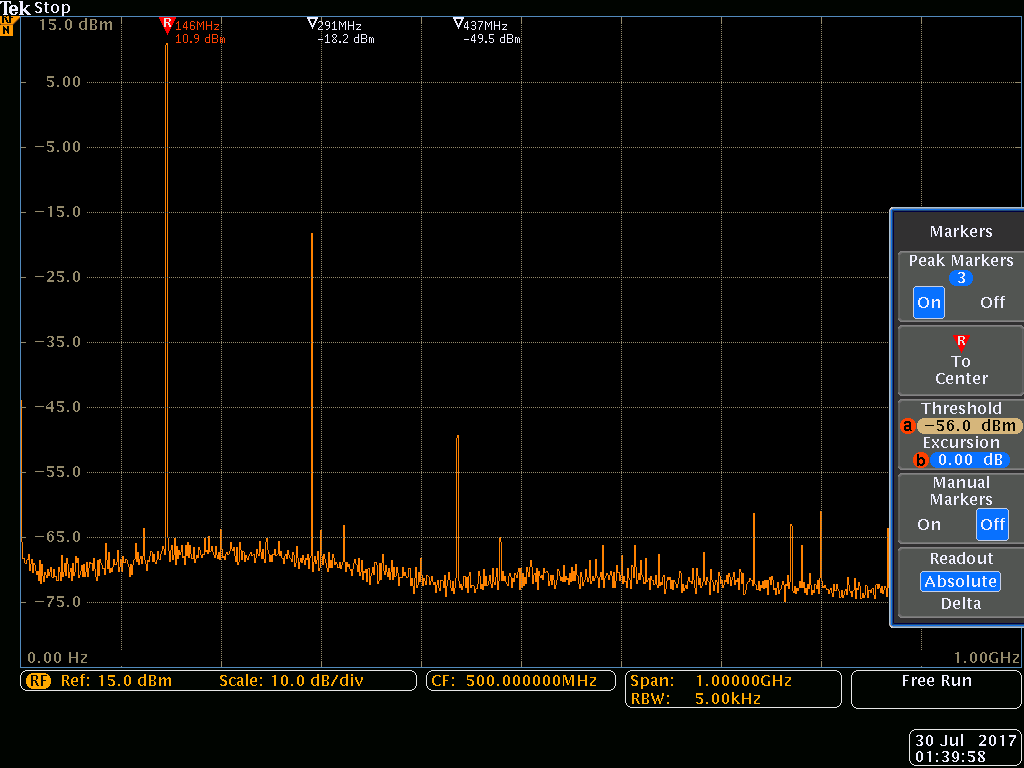 Tek Stop
R
N
15.0 dBm
R 146MHz
10.9 dBm
291MHz
-18.2 dBm
437MHz
-49.5 dBm
5.00
-5.00
-15.0
-25.0
-35.0
-45.0
-55.0
-65.0
-75.0
0.00 Hz
1.00GHz
Markers
Peak Markers
3
On Off
R
To
Center
Threshold
a -56.0 dBm
Excursion
b 0.00 dB
Manual
Markers
On Off
Readout
Absolute
Delta
RF Ref: 15.0 dBm Scale: 10.0 dB/div
CF: 500.000000MHz
Span: 1.00000GHz
RBW: 5.00kHz
Free Run
30 Jul 2017
01:39:58